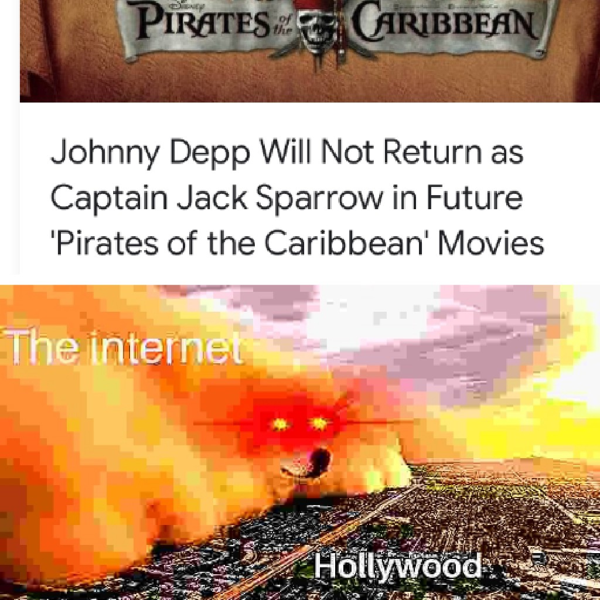 PIRATES of the CARIBBEAN
Johnny Depp Will Not Return as
Captain Jack Sparrow in Future
'Pirates of the Caribbean' Movies
The internet
Hollywood